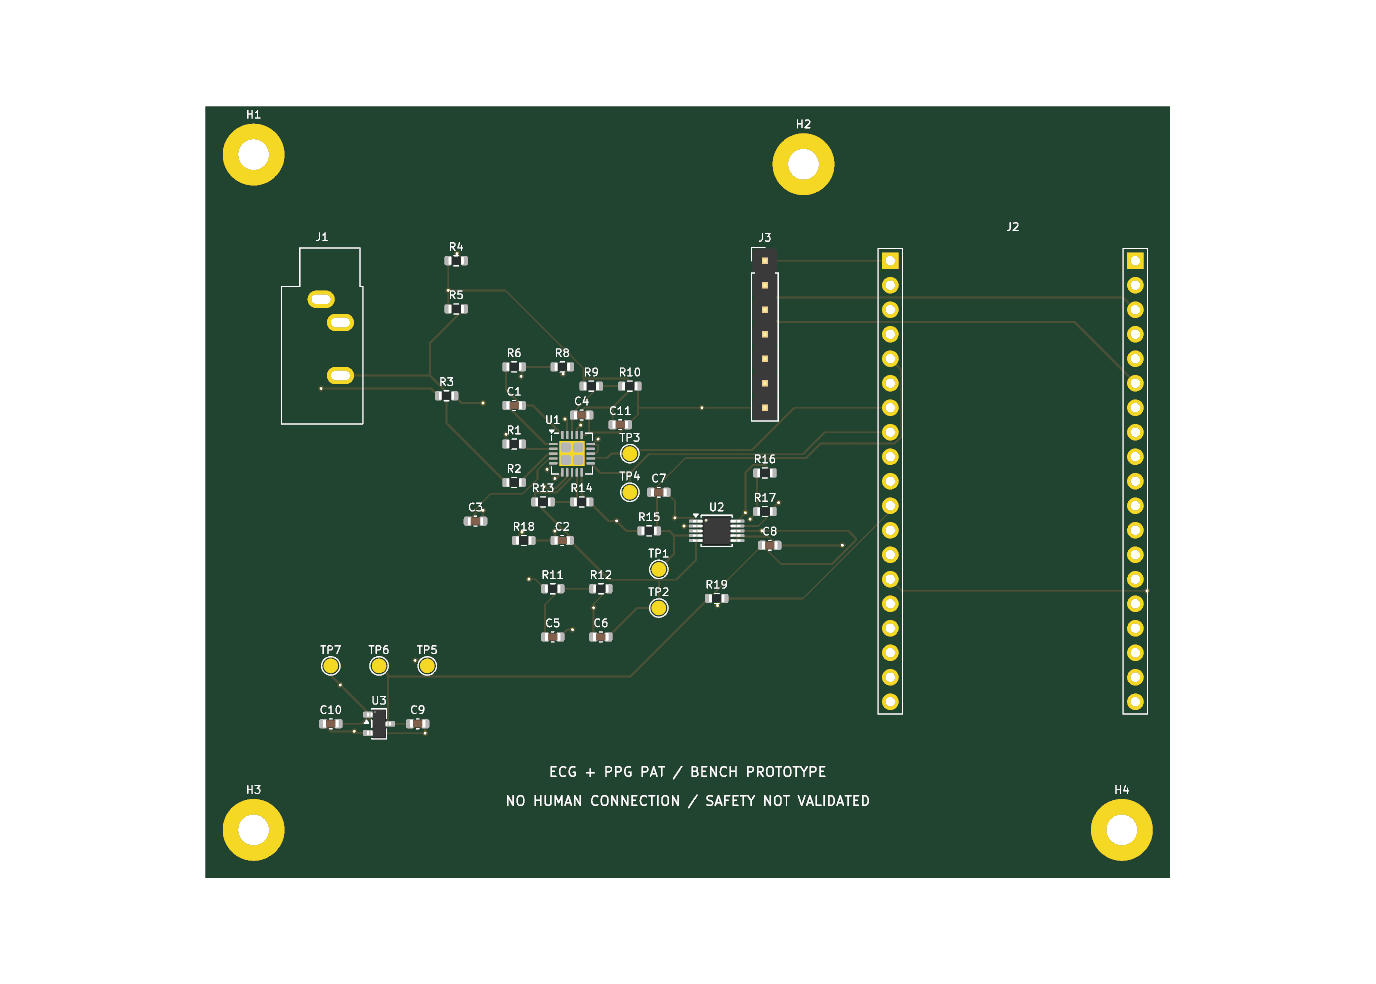 H1
H2
J2
J1
J3
R4
R5
R6
R8
R9
R10
R3
C1
C4
C11
U1
R1
TP3
R2
TP4
C7
R16
R13
R14
C3
R17
U2
R18
C2
R15
C8
TP1
R11
R12
TP2
R19
C5
C6
TP7
TP6
TP5
U3
C10
C9
ECG + PPG PAT / BENCH PROTOTYPE
NO HUMAN CONNECTION / SAFETY NOT VALIDATED
H3
H4